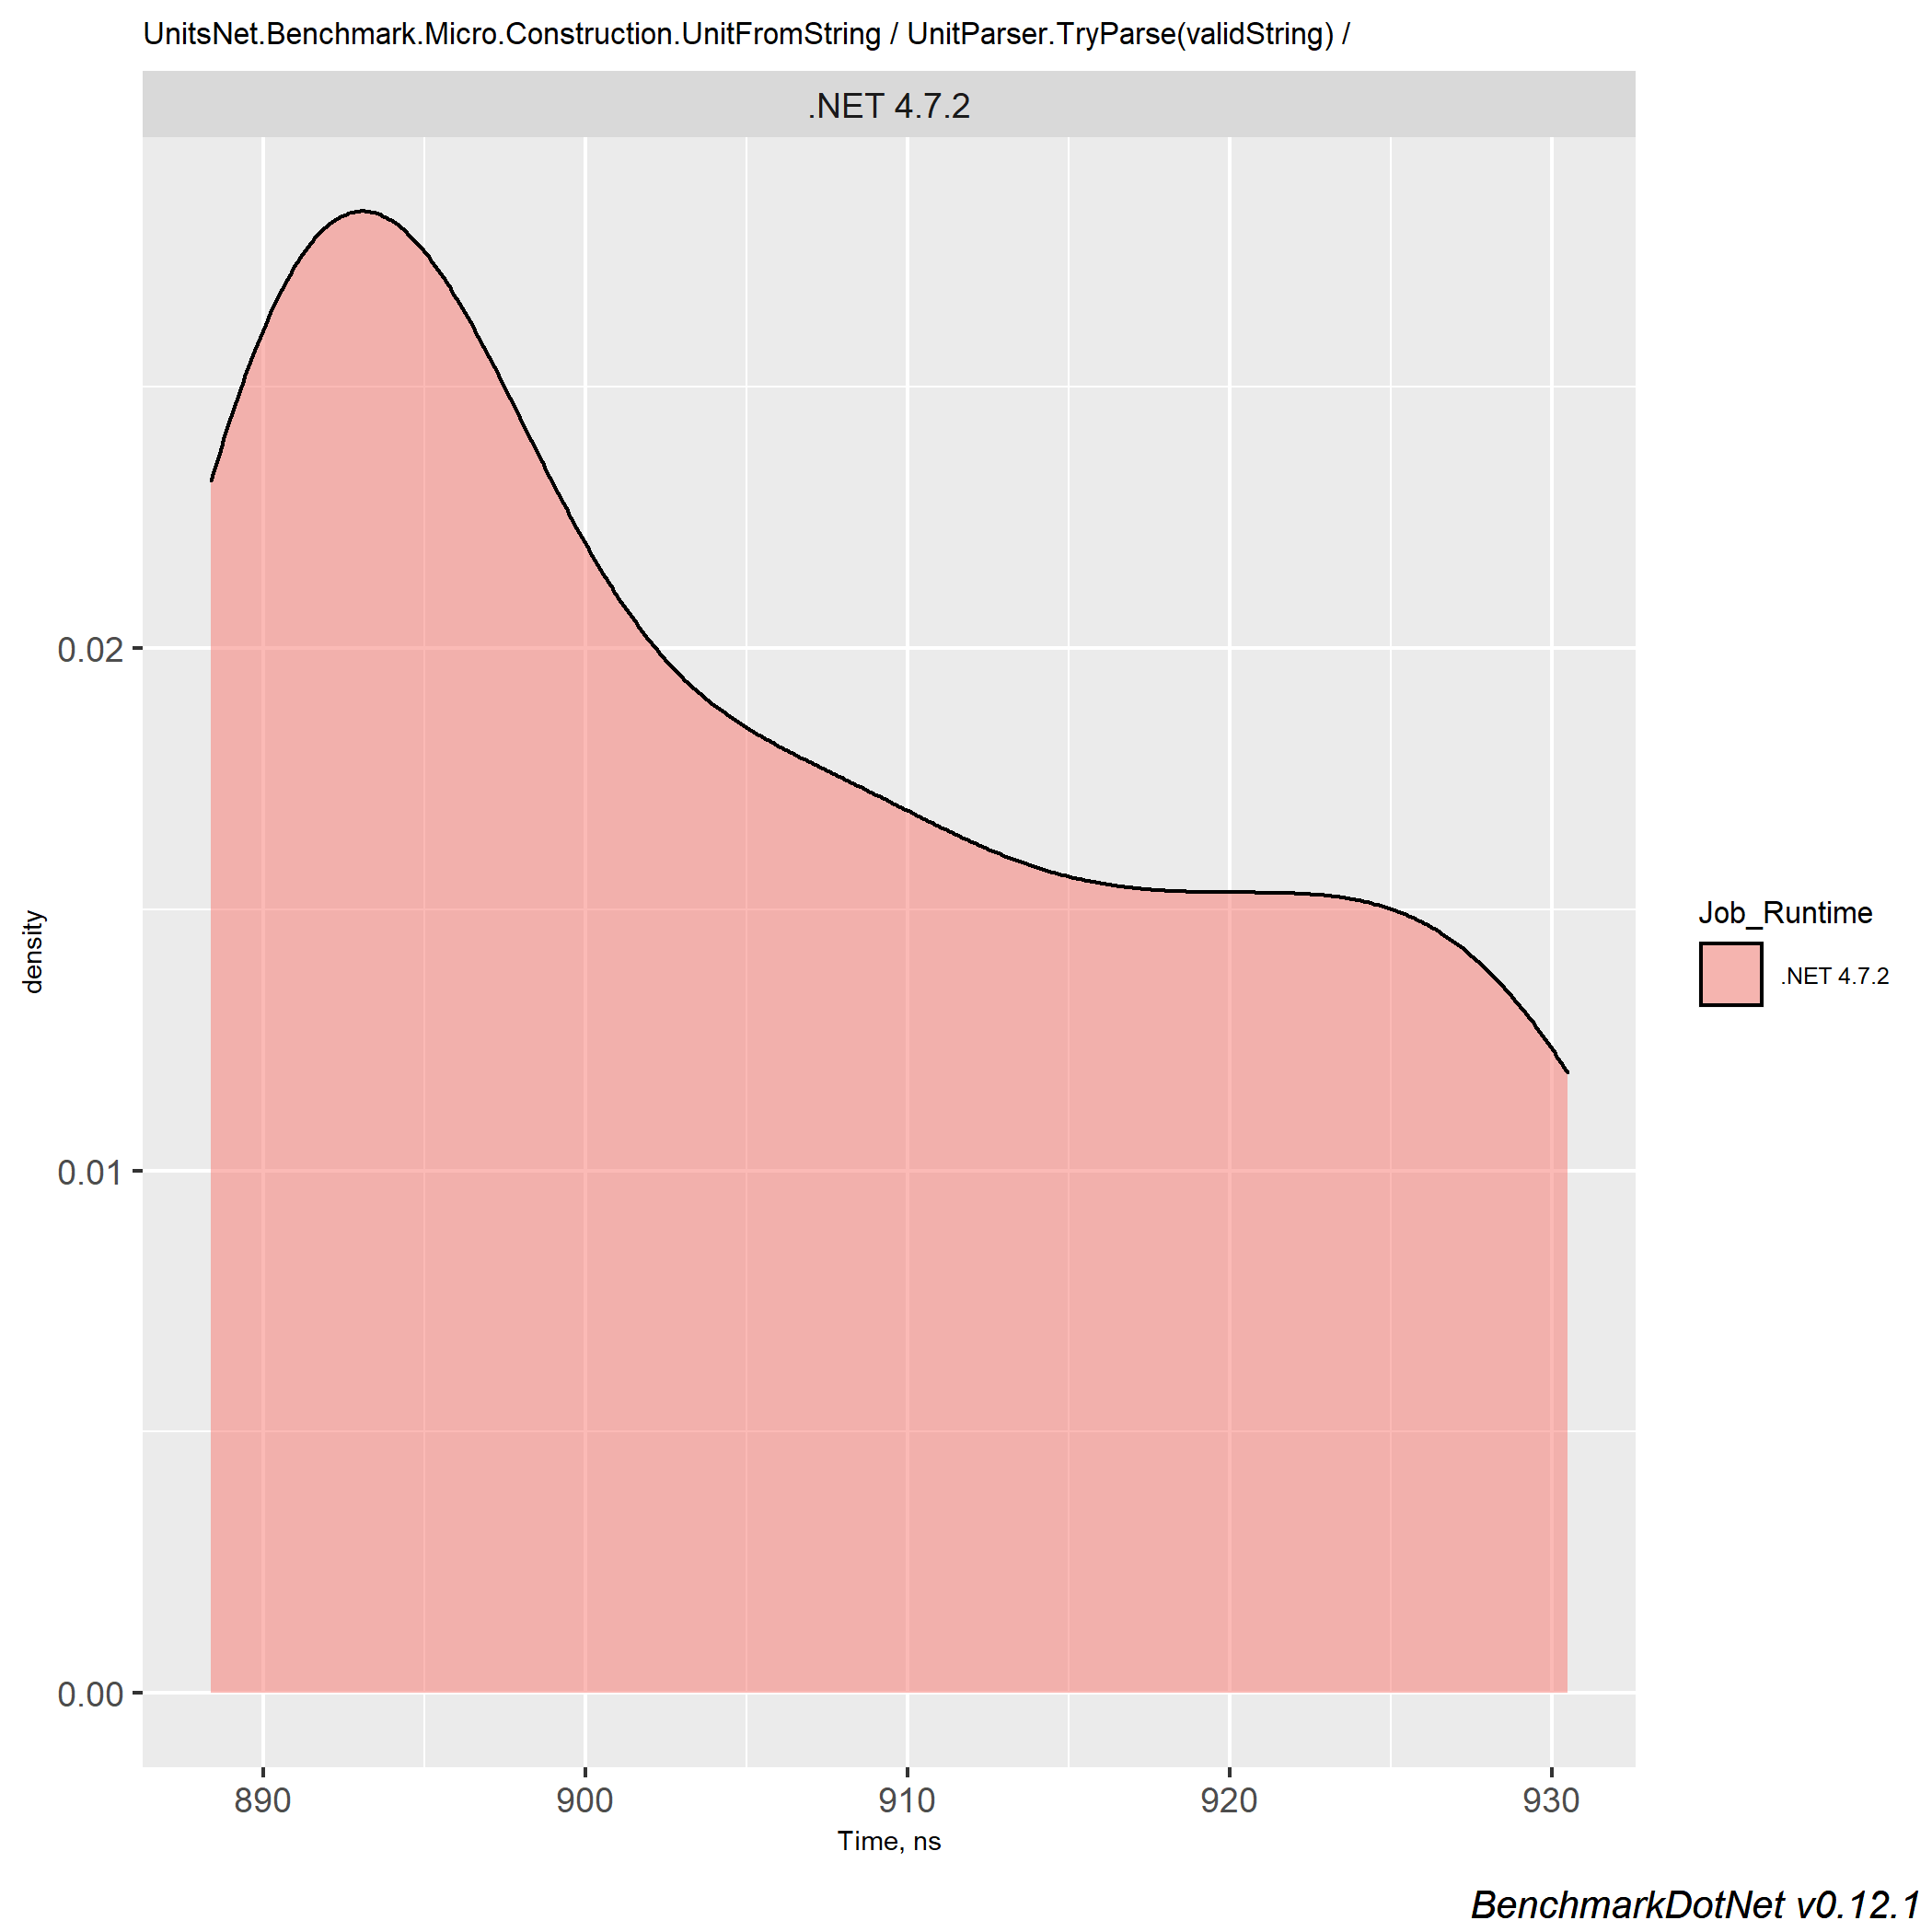 UnitsNet.Benchmark.Micro.Construction.UnitFromString / UnitParser.TryParse(validString) /
.NET 4.7.2
0.02
0.01
0.00
density
890 900 910 920 930
Time, ns
Job_Runtime
.NET 4.7.2
BenchmarkDotNet v0.12.1